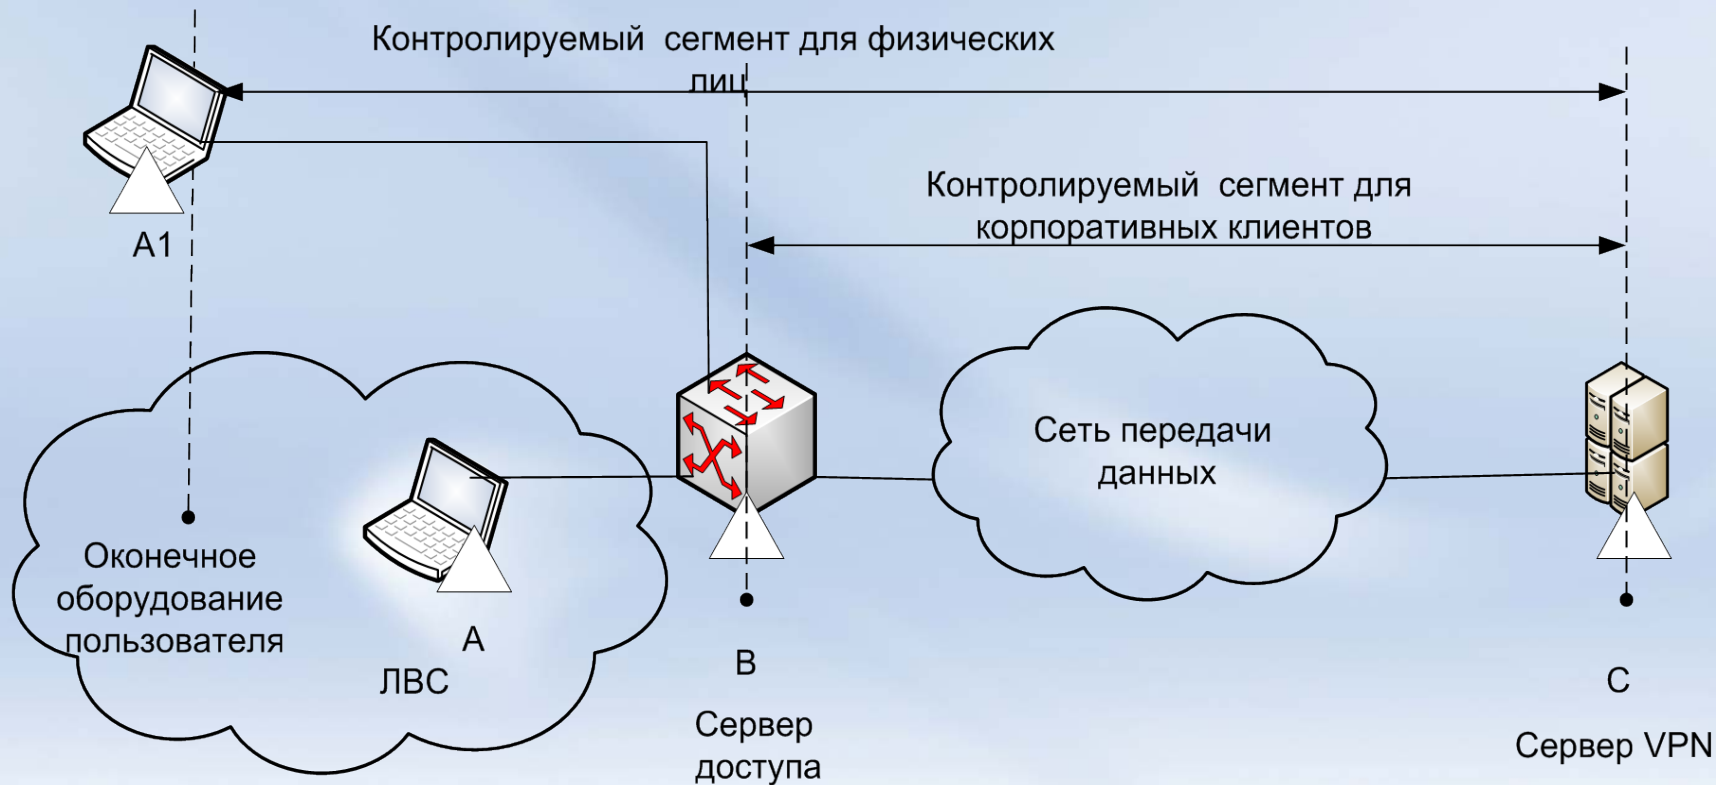 Контролируемый сегмент для физических
лиц
Контролируемый сегмент для
корпоративных клиентов
А1
Сеть передачи
данных
Оконечное
оборудование
пользователя
А
ЛВС
В
Сервер
доступа
С
Сервер VPN